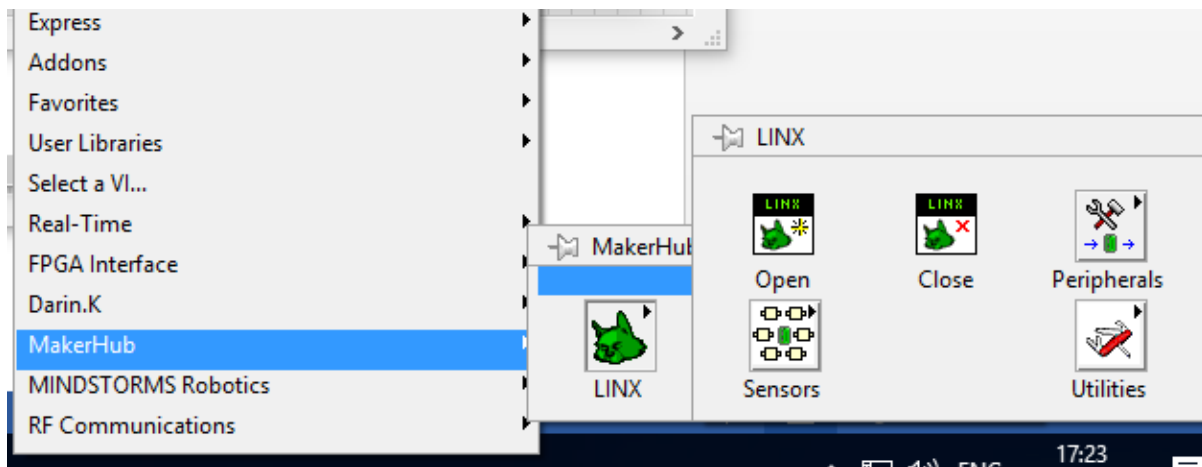 Express
Addons
Favorites
User Libraries
Select a VI...
Real-Time
FPGA Interface
Darin.K
MakerHub
MINDSTORMS Robotics
RF Communications
MakerHub
LINX
LINX
LINX
LINX
Open
Close
Peripherals
Sensors
Utilities
ENG
17:23